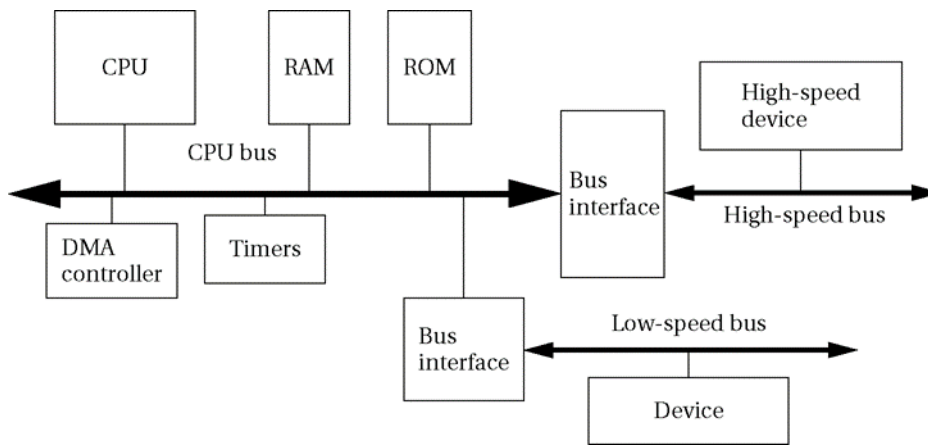 CPU
RAM
ROM
High-speed
device
CPU bus
Bus
interface
High-speed bus
DMA
controller
Timers
Bus
interface
Low-speed bus
Device